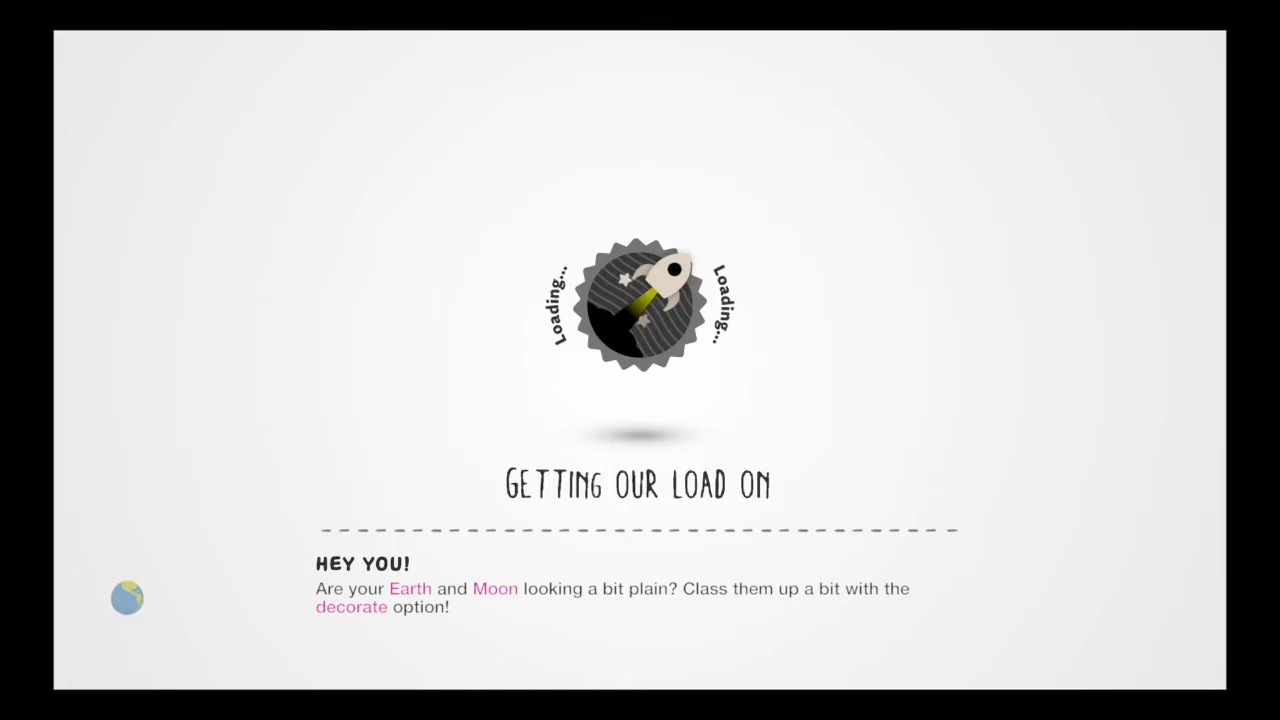 Loading...
Loading...
GETTING OUR LOAD ON
HEY YOU!
Are your Earth and Moon looking a bit plain? Class them up a bit with the
decorate option!